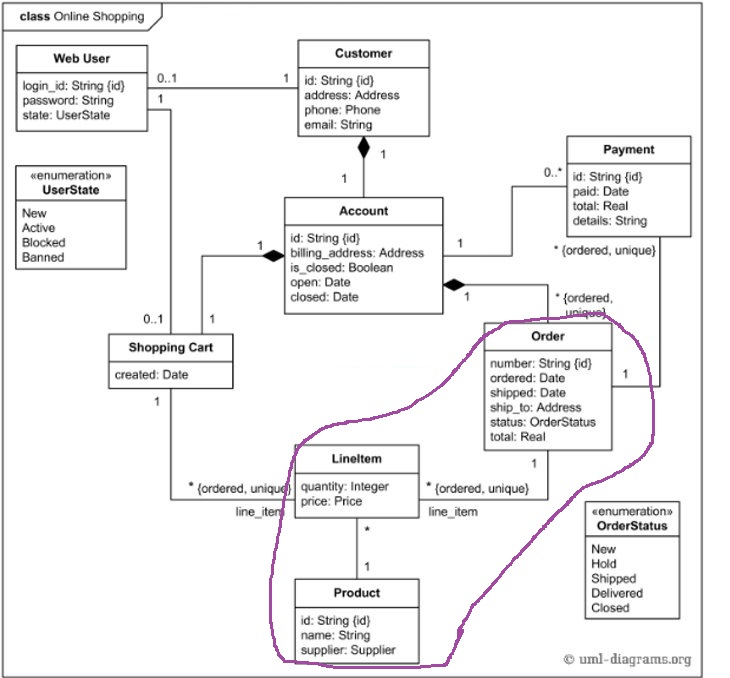 class Online Shopping
Web User
login_id: String {id}
password: String
state: UserState
0..1
1
1
Customer
id: String {id}
address: Address
phone: Phone
email: String
1
1
«enumeration»
UserState
New
Active
Blocked
Banned
Account
id: String {id}
billing_address: Address
is_closed: Boolean
open: Date
closed: Date
1
0..*
Payment
id: String {id}
paid: Date
total: Real
details: String
* {ordered, unique}
1
1
* {ordered,
unique}
1
0..1
1
Shopping Cart
created: Date
1
Order
number: String {id}
ordered: Date
shipped: Date
ship_to: Address
status: OrderStatus
total: Real
1
1
LineItem
quantity: Integer
price: Price
* {ordered, unique}
line_item
* {ordered, unique}
line_item
*
1
Product
id: String {id}
name: String
supplier: Supplier
«enumeration»
OrderStatus
New
Hold
Shipped
Delivered
Closed
© uml-diagrams.org